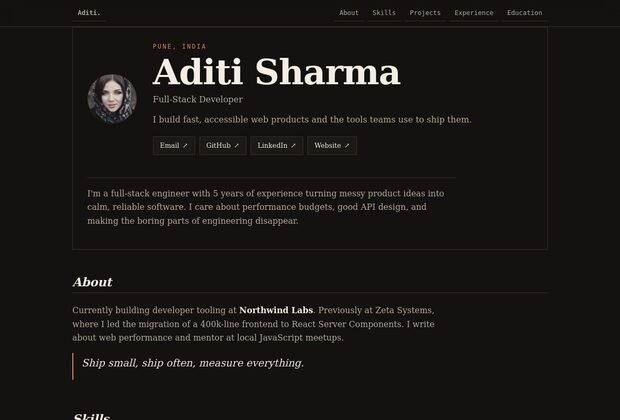 Aditi.
About Skills Projects Experience Education
PUNE, INDIA
Aditi Sharma
Full-Stack Developer
I build fast, accessible web products and the tools teams use to ship them.
Email ↗ GitHub ↗ LinkedIn ↗ Website ↗
I'm a full-stack engineer with 5 years of experience turning messy product ideas into
calm, reliable software. I care about performance budgets, good API design, and
making the boring parts of engineering disappear.
About
Currently building developer tooling at Northwind Labs. Previously at Zeta Systems,
where I led the migration of a 400k-line frontend to React Server Components. I write
about web performance and mentor at local JavaScript meetups.
Ship small, ship often, measure everything.
Skills